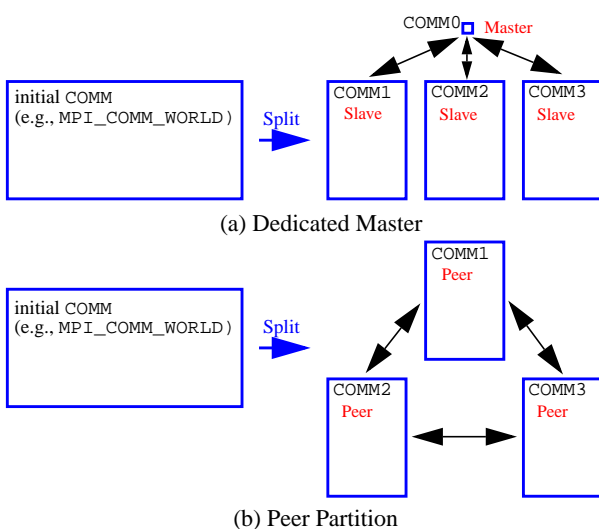 COMM0 Master
initial COMM
(e.g., MPI_COMM_WORLD)
Split
COMM1
Slave
COMM2
Slave
COMM3
Slave
(a) Dedicated Master
initial COMM
(e.g., MPI_COMM_WORLD)
Split
COMM1
Peer
COMM2
Peer
COMM3
Peer
(b) Peer Partition